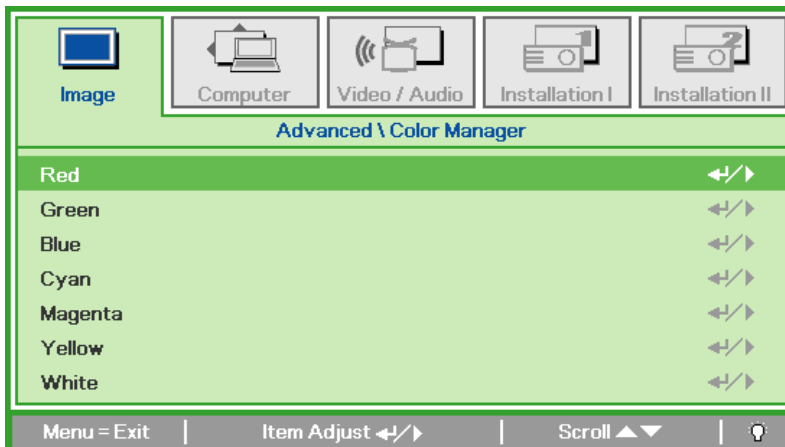 Image Computer Video / Audio Installation I Installation II
Advanced \ Color Manager
Red
Green
Blue
Cyan
Magenta
Yellow
White
Menu = Exit | Item Adjust ↵/▶ | Scroll ▲▼ |